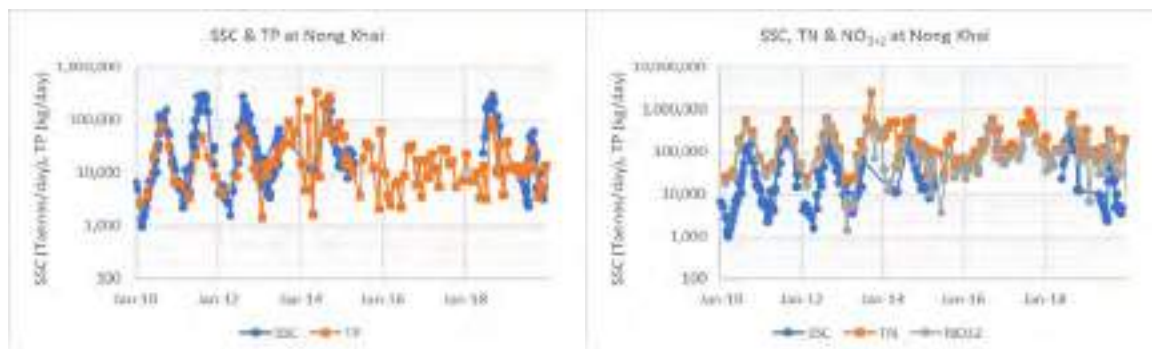 SSC & TP at Nong Khai
SSC (Tonnes/day), TP (kg/day)
1,000,000
100,000
10,000
1,000
100
Jan-10 Jan-12 Jan-14 Jan-16 Jan-18
SSC TP
SSC, TN & NO3+2 at Nong Khai
SSC (Tonnes/day), TP (kg/day)
10,000,000
1,000,000
100,000
10,000
1,000
100
Jan-10 Jan-12 Jan-14 Jan-16 Jan-18
SSC TN NO32